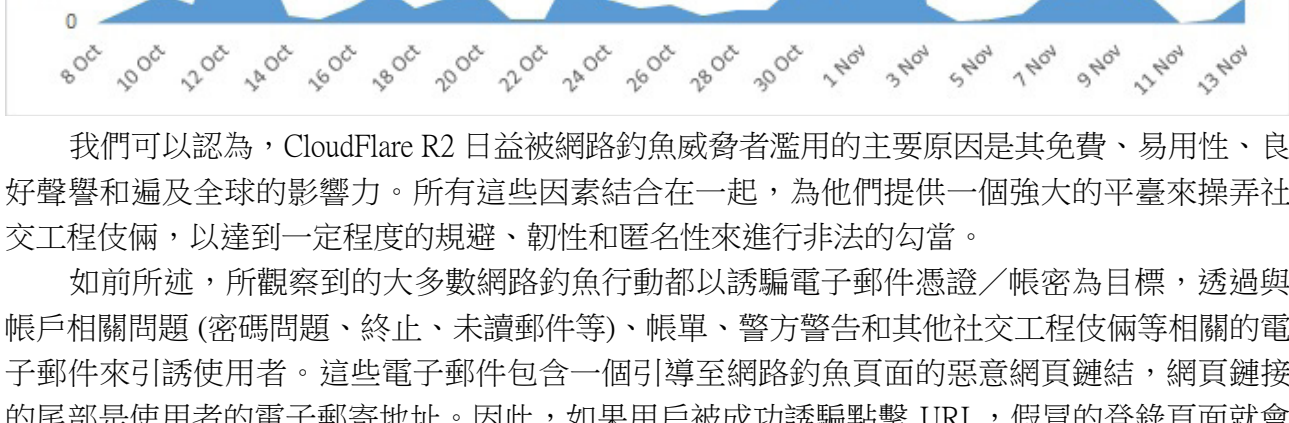 0
8 Oct 10 Oct 12 Oct 14 Oct 16 Oct 18 Oct 20 Oct 22 Oct 24 Oct 26 Oct 28 Oct 30 Oct 1 Nov 3 Nov 5 Nov 7 Nov 9 Nov 11 Nov 13 Nov
我們可以認為，CloudFlare R2 日益被網路釣魚威脅者濫用的主要原因是其免費、易用性、良
好聲譽和遍及全球的影響力。所有這些因素結合在一起，為他們提供一個強大的平臺來操弄社
交工程伎倆，以達到一定程度的規避、韌性和匿名性來進行非法的勾當。
如前所述，所觀察到的大多數網路釣魚行動都以誘騙電子郵件憑證／帳密為目標，透過與
帳戶相關問題 (密碼問題、終止、未讀郵件等)、帳單、警方警告和其他社交工程伎倆等相關的電
子郵件來引誘使用者。這些電子郵件包含一個引導至網路釣魚頁面的惡意網頁鏈結，網頁鏈接
的尾部是使用者的電子郵寄地址。因此，如果用戶被成功誘騙點擊 URL，假冒的登錄頁面就會